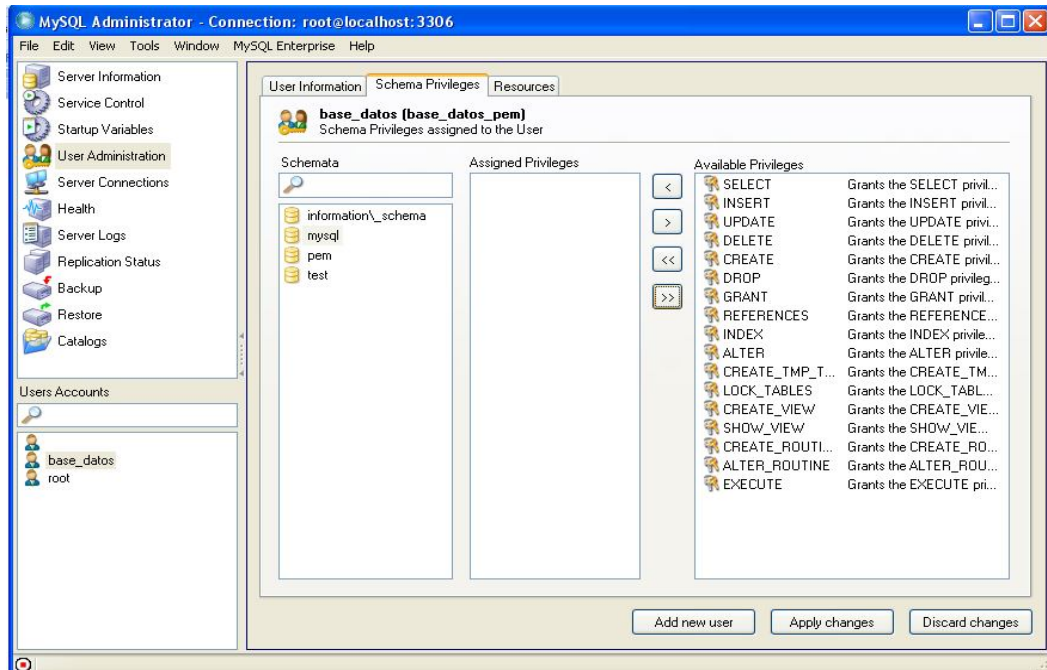 MySQL Administrator - Connection: root@localhost:3306
File Edit View Tools Window MySQL Enterprise Help
Server Information
Service Control
Startup Variables
User Administration
Server Connections
Health
Server Logs
Replication Status
Backup
Restore
Catalogs
Users Accounts
base_datos
root
User Information Schema Privileges Resources
base_datos (base_datos_pem)
Schema Privileges assigned to the User
Schemata
information\_schema
mysql
pem
test
Assigned Privileges
<
>
<<
>>
Available Privileges
SELECT Grants the SELECT privil...
INSERT Grants the INSERT privil...
UPDATE Grants the UPDATE privi...
DELETE Grants the DELETE privil...
CREATE Grants the CREATE privil...
DROP Grants the DROP privileg...
GRANT Grants the GRANT privil...
REFERENCES Grants the REFERENCE...
INDEX Grants the INDEX privile...
ALTER Grants the ALTER privile...
CREATE_TMP_T... Grants the CREATE_TM...
LOCK_TABLES Grants the LOCK_TABL...
CREATE_VIEW Grants the CREATE_VIE...
SHOW_VIEW Grants the SHOW_VIE...
CREATE_ROUTI... Grants the CREATE_RO...
ALTER_ROUTINE Grants the ALTER_ROU...
EXECUTE Grants the EXECUTE pri...
Add new user Apply changes Discard changes